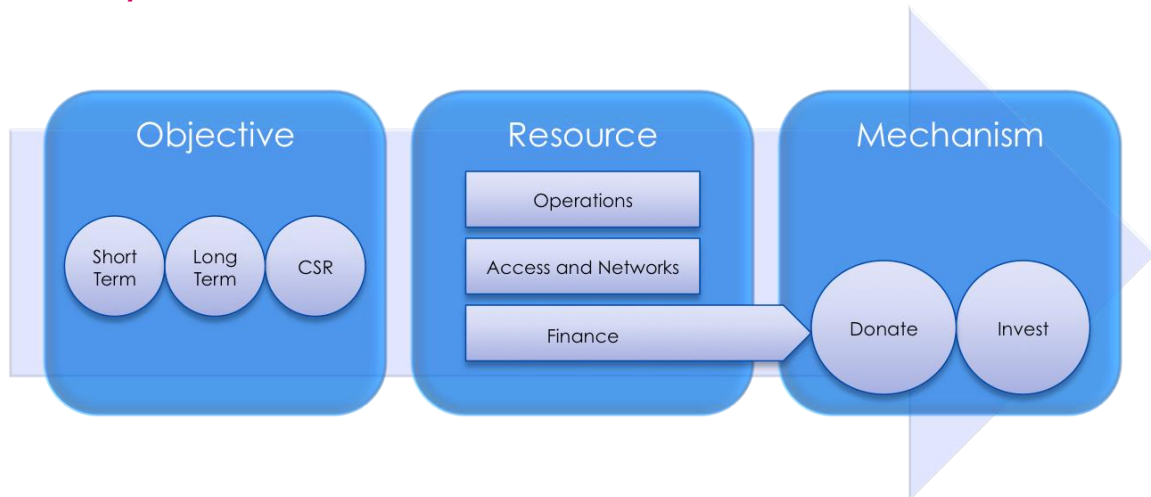 Objective
Short
Term
Long
Term
CSR
Resource
Operations
Access and Networks
Finance
Mechanism
Donate
Invest